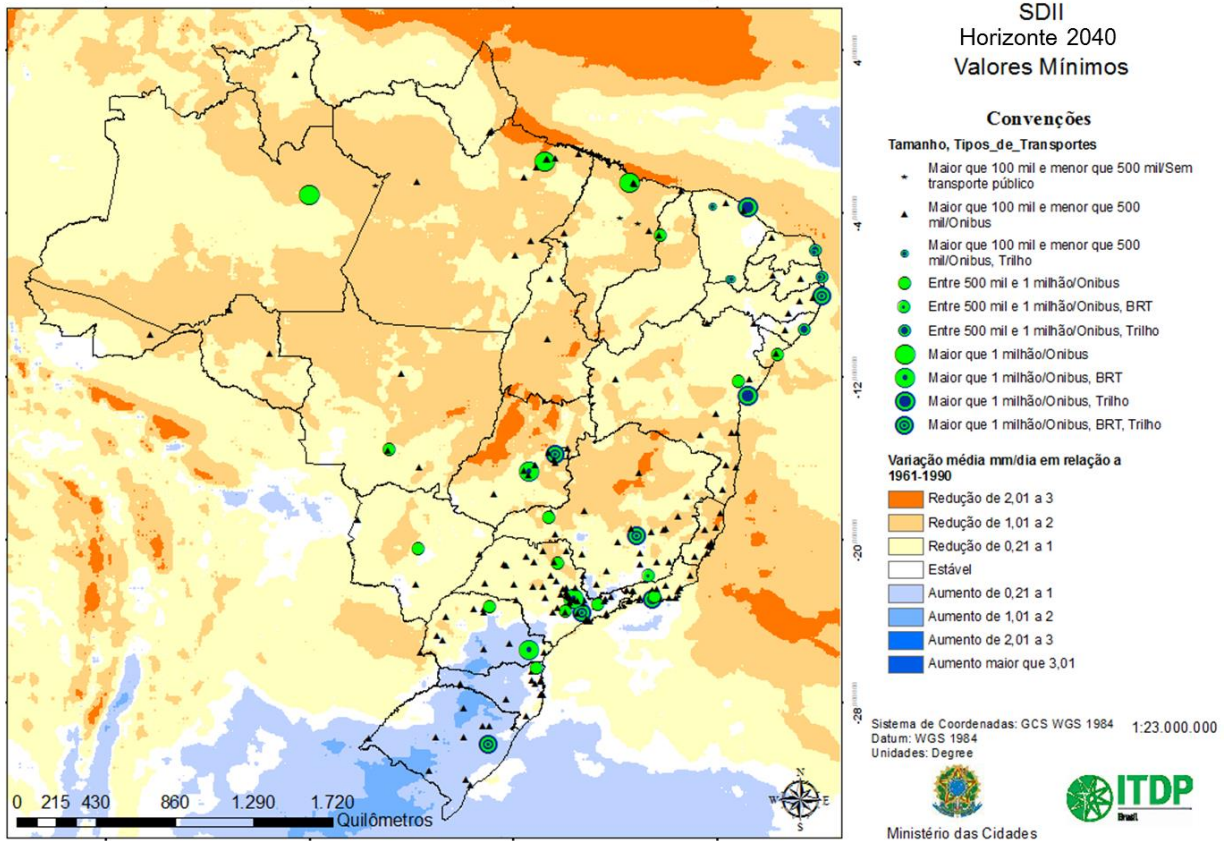 SDII
Horizonte 2040
Valores Mínimos
Convenções
Tamanho, Tipos_de_Transportes
Maior que 100 mil e menor que 500 mil/Sem
transporte público
Maior que 100 mil e menor que 500
mil/Onibus
Maior que 100 mil e menor que 500
mil/Onibus, Trilho
Entre 500 mil e 1 milhão/Onibus
Entre 500 mil e 1 milhão/Onibus, BRT
Entre 500 mil e 1 milhão/Onibus, Trilho
Maior que 1 milhão/Onibus
Maior que 1 milhão/Onibus, BRT
Maior que 1 milhão/Onibus, Trilho
Maior que 1 milhão/Onibus, BRT, Trilho
Variação média mm/dia em relação a
1961-1990
Redução de 2,01 a 3
Redução de 1,01 a 2
Redução de 0,21 a 1
Estável
Aumento de 0,21 a 1
Aumento de 1,01 a 2
Aumento de 2,01 a 3
Aumento maior que 3,01
Sistema de Coordenadas: GCS WGS 1984 1:23.000.000
Datum: WGS 1984
Unidades: Degree
Ministério das Cidades
ITDP
Brasil
4
-4
-12
-20
-28
N
W E
S
0 215 430 860 1.290 1.720
Quilômetros